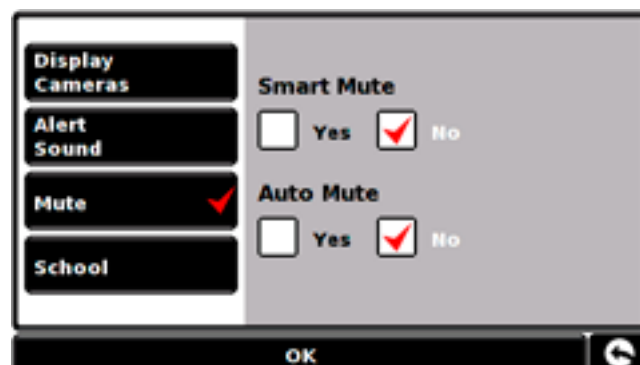 Display
Cameras
Alert
Sound
Mute
School
Smart Mute
Yes No
Auto Mute
Yes No
OK